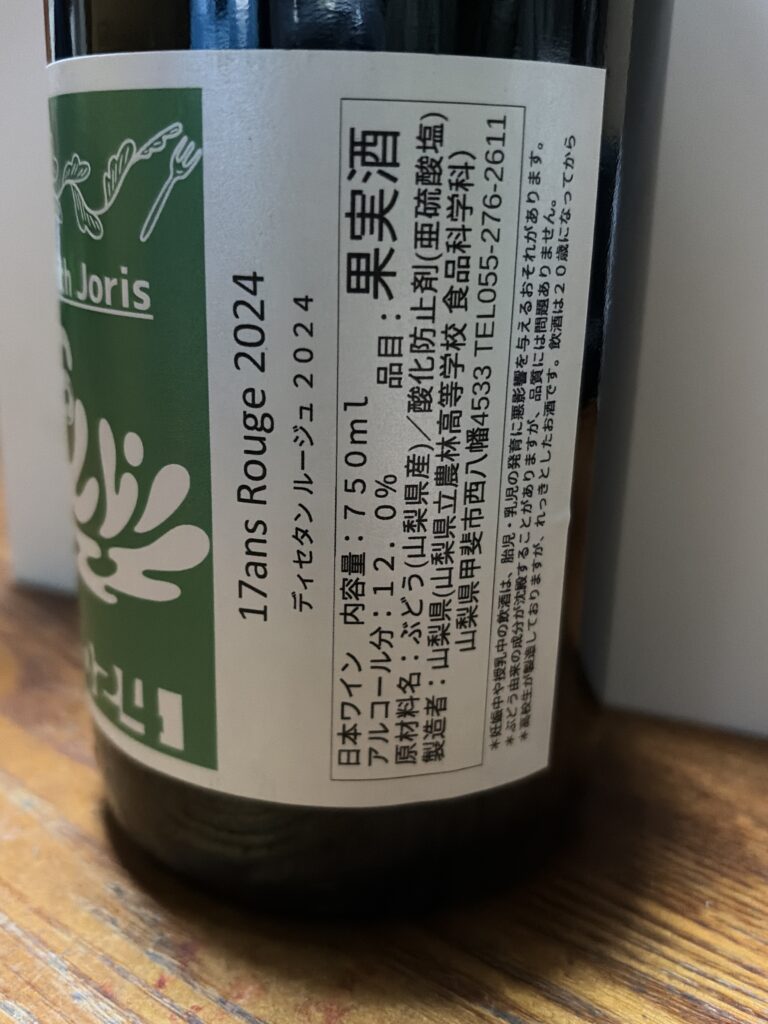 Joris
17ans Rouge 2024
ディセタン ルージュ２０２４
日本ワイン 内容量：７５０ｍｌ
アルコール分：１２．０％ 品目：果実酒
原材料名：ぶどう(山梨県産)／酸化防止剤(亜硫酸塩)
製造者：山梨県(山梨県立農林高等学校 食品科学科)
山梨県甲斐市西八幡4533 TEL055-276-2611
＊妊娠中や授乳中の飲酒は、胎児・乳児の発育に悪影響を与えるおそれがあります。
＊ぶどう由来の成分が沈殿することがありますが、品質には問題ありません。
＊高校生が製造しておりますが、れっきとしたお酒です。飲酒は２０歳になってから